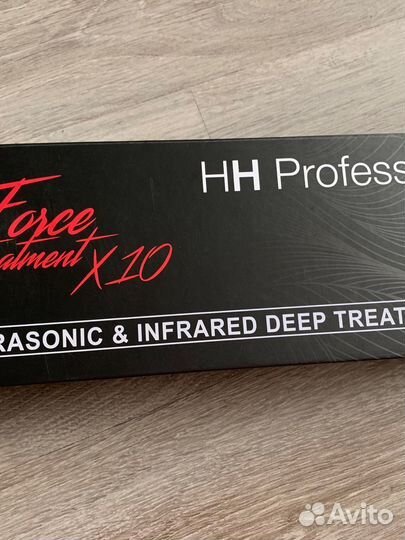 HH Profess
Force
atment x10
RASONIC & INFRARED DEEP TREAT
Avito